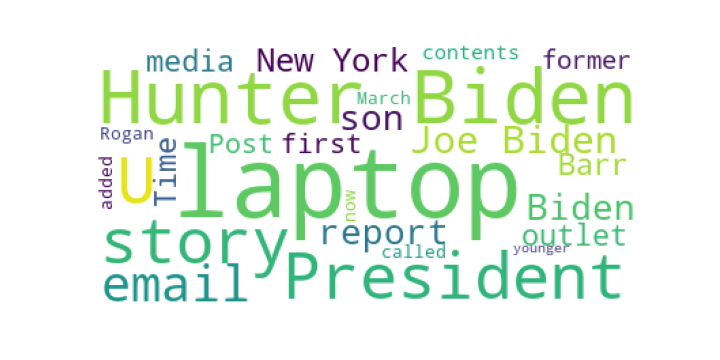 media New York contents former
Hunter Biden
March
son
Rogan Post first Joe Biden
Time
U laptop Barr
added
now
Biden
story report outlet
called younger
email President